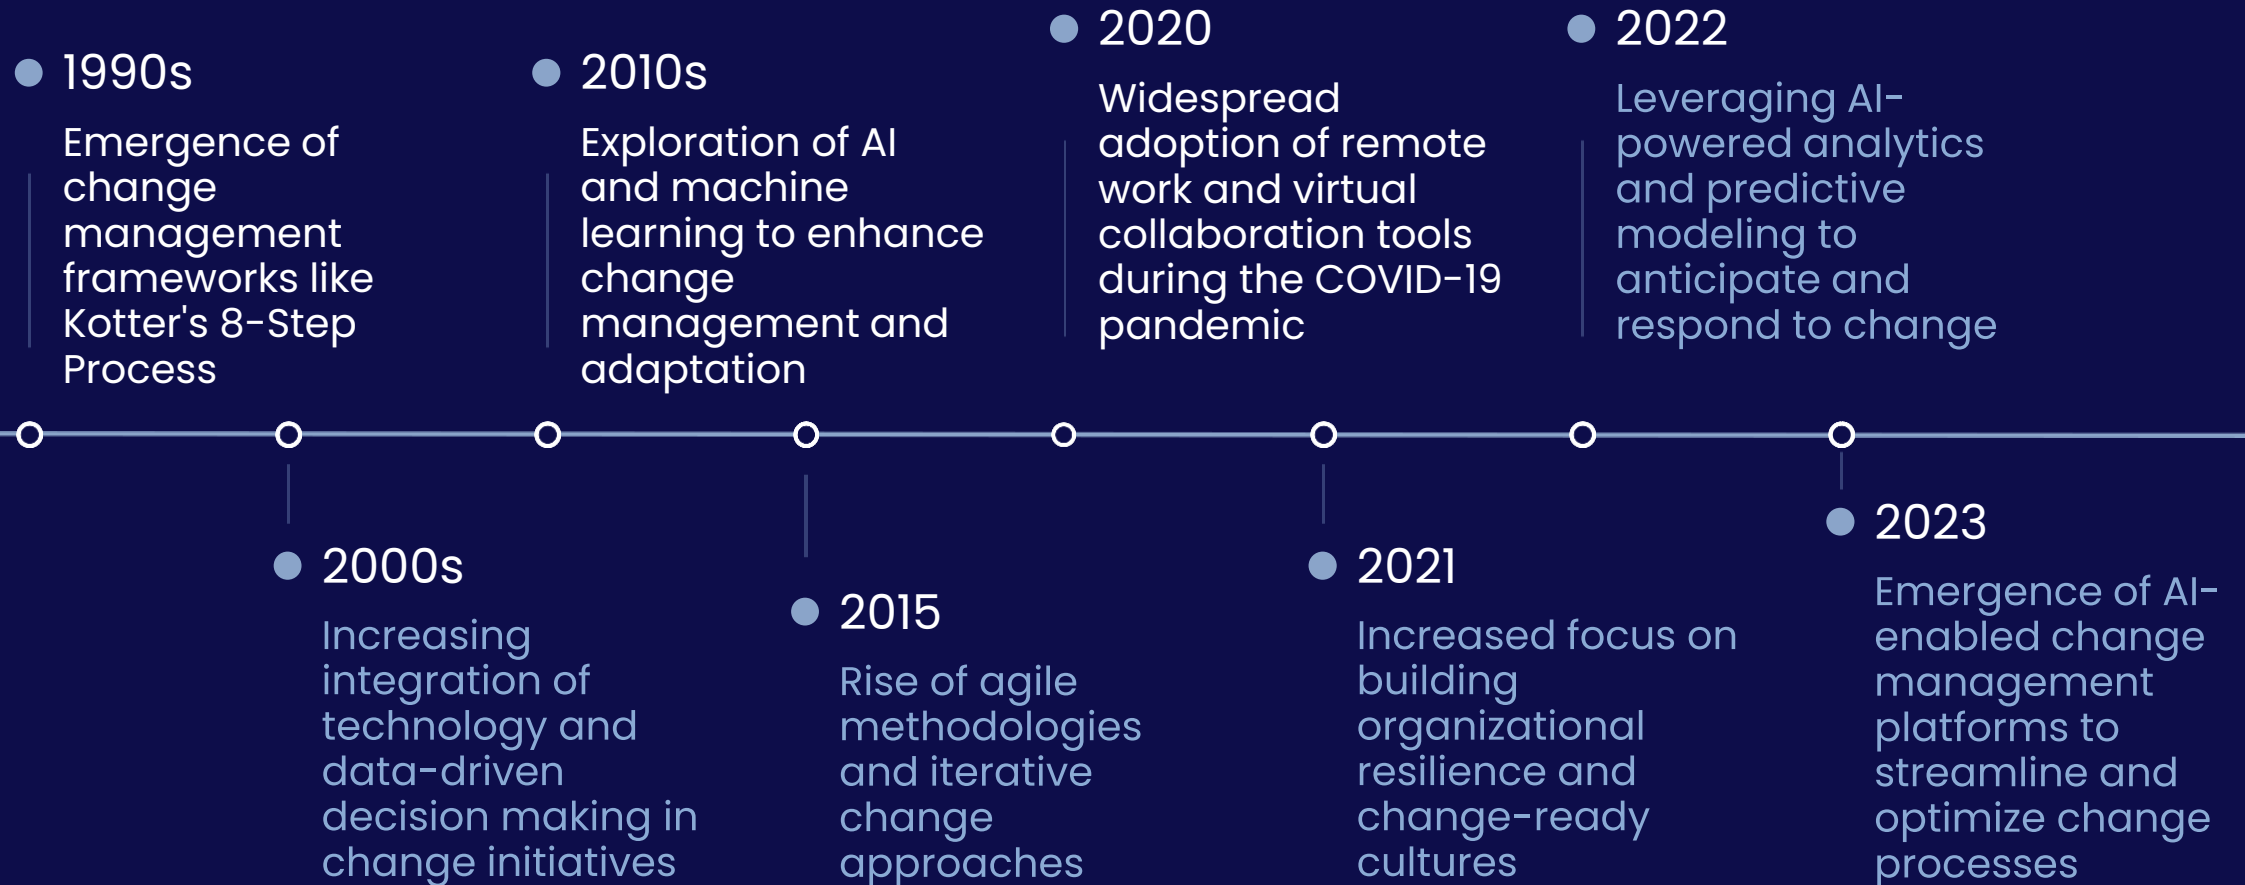 1990s
Emergence of
change
management
frameworks like
Kotter's 8-Step
Process
2000s
Increasing
integration of
technology and
data-driven
decision making in
change initiatives
2010s
Exploration of AI
and machine
learning to enhance
change
management and
adaptation
2015
Rise of agile
methodologies
and iterative
change
approaches
2020
Widespread
adoption of remote
work and virtual
collaboration tools
during the COVID-19
pandemic
2021
Increased focus on
building
organizational
resilience and
change-ready
cultures
2022
Leveraging AI-
powered analytics
and predictive
modeling to
anticipate and
respond to change
2023
Emergence of AI-
enabled change
management
platforms to
streamline and
optimize change
processes